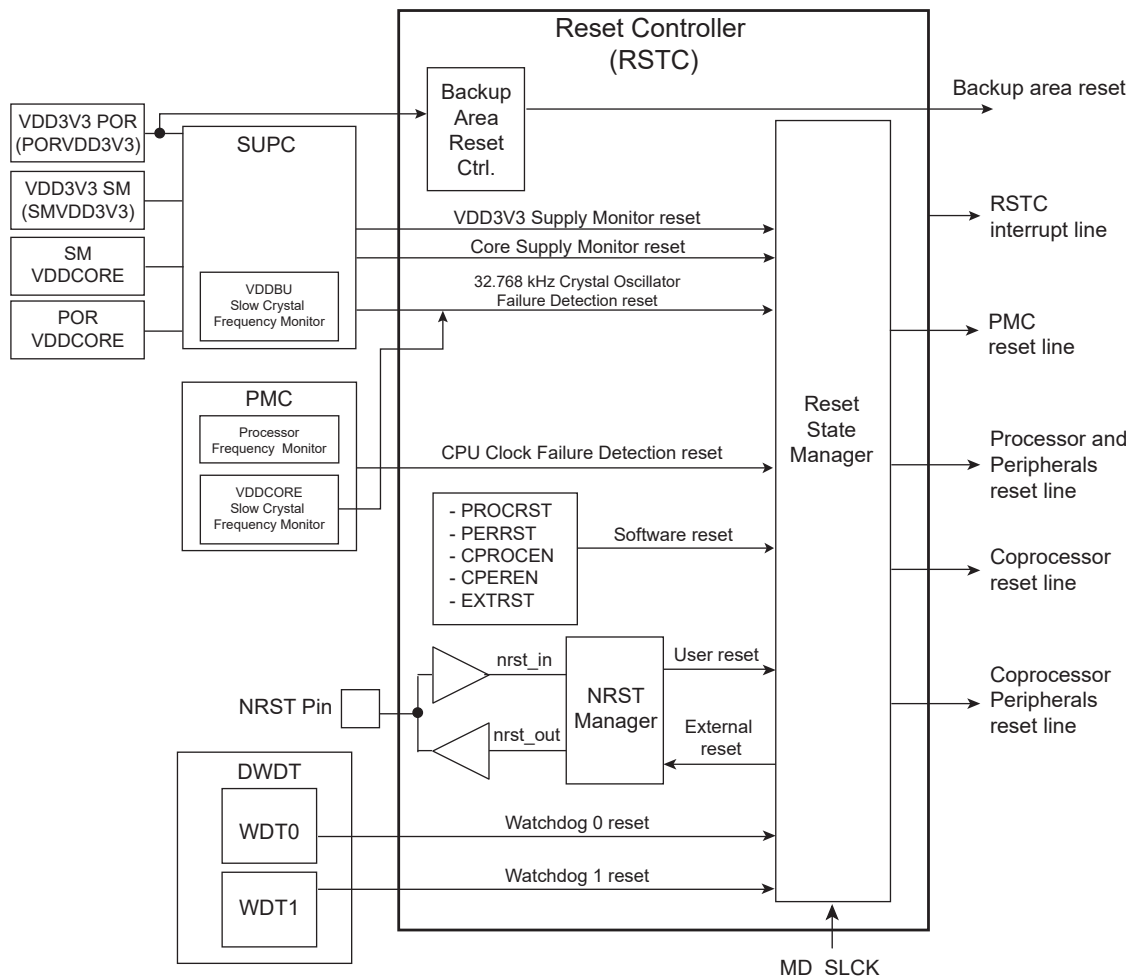 Reset Controller
(RSTC)
Backup
Area
Reset
Ctrl.
Backup area reset
VDD3V3 POR
(PORVDD3V3)
SUPC
VDD3V3 SM
(SMVDD3V3)
SM
VDDCORE
POR
VDDCORE
VDDBU
Slow Crystal
Frequency Monitor
VDD3V3 Supply Monitor reset
Core Supply Monitor reset
32.768 kHz Crystal Oscillator
Failure Detection reset
RSTC
interrupt line
PMC
reset line
PMC
Processor
Frequency Monitor
VDDCORE
Slow Crystal
Frequency Monitor
CPU Clock Failure Detection reset
Reset
State
Manager
Processor and
Peripherals
reset line
- PROCRST
- PERRST
- CPROCEN
- CPEREN
- EXTRST
Software reset
Coprocessor
reset line
NRST Pin
nrst_in
nrst_out
NRST
Manager
User reset
External
reset
Coprocessor
Peripherals
reset line
DWDT
WDT0
WDT1
Watchdog 0 reset
Watchdog 1 reset
MD_SLCK